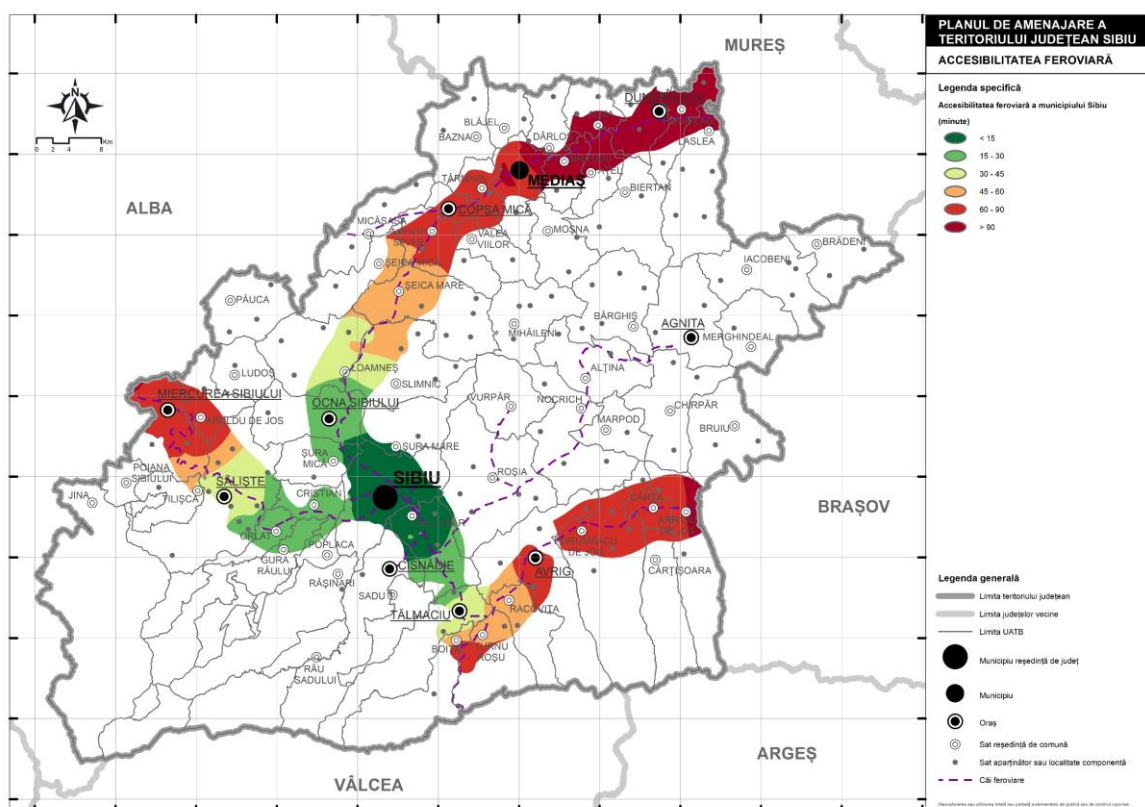 PLANUL DE AMENAJARE A
TERITORIULUI JUDEȚEAN SIBIU
ACCESIBILITATEA FEROVIARĂ
Legenda specifică
Accesibilitatea feroviară a municipiului Sibiu
(minute)
< 15
15 - 30
30 - 45
45 - 60
60 - 90
> 90
N
0 2 4 8 Km
MUREȘ
ALBA
BRAȘOV
ARGEȘ
VÂLCEA
BLĂJEL
BAZNA
DÂRLOS
LASLEA
MEDIAȘ
BIERTAN
TÂRNAVA
COPȘA MICĂ
MICĂSASA
VALEA
VIILOR
MOȘNA
BRĂDENI
IACOBENI
ȘEICA MICĂ
ȘEICA MARE
PĂUCA
MIHĂILENI
BÂRGHIȘ
AGNITA
MERGHINDEAL
LOAMNEȘ
LUDOȘ
SLIMNIC
ALȚINA
MIERCUREA SIBIULUI
APOLDU DE JOS
OCNA SIBIULUI
VURPĂR
NOCRICH
MARPOD
CHIRPĂR
BRUIU
ȘURA MARE
ȘURA
MICĂ
POIANA
SIBIULUI
JINA
TILIȘCA
SĂLIȘTE
SIBIU
ROȘIA
CRISTIAN
ORLAT
GURA
RÂULUI
POPLACA
RĂȘINARI
CISNĂDIE
SADU
TĂLMACIU
BOIȚA
TURNU
ROȘU
RACOVIȚA
AVRIG
CÂRȚA
CÂRȚIȘOARA
RÂU
SADULUI
Legenda generală
Limita teritoriului județean
Limita județelor vecine
Limita UATB
Municipiu reședință de județ
Municipiu
Oraș
Sat reședință de comună
Sat aparținător sau localitate componentă
Căi feroviare